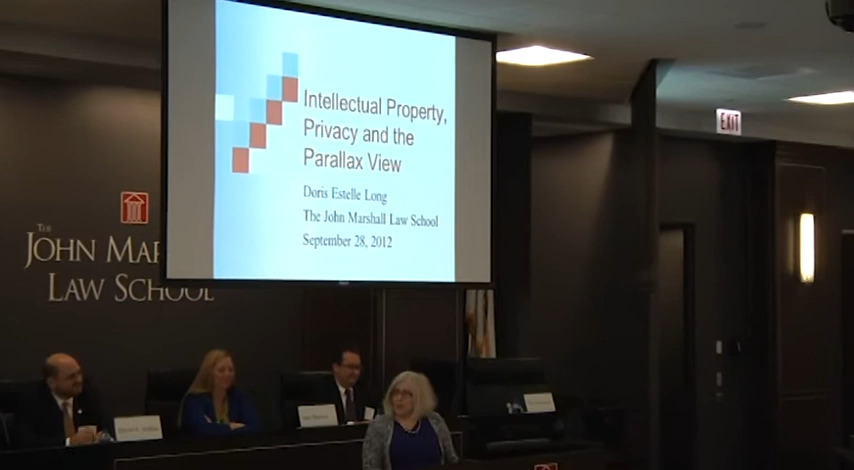 Intellectual Property,
Privacy and the
Parallax View
Doris Estelle Long
The John Marshall Law School
September 28, 2012
EXIT
THE
JOHN MAR
LAW SCHOOL